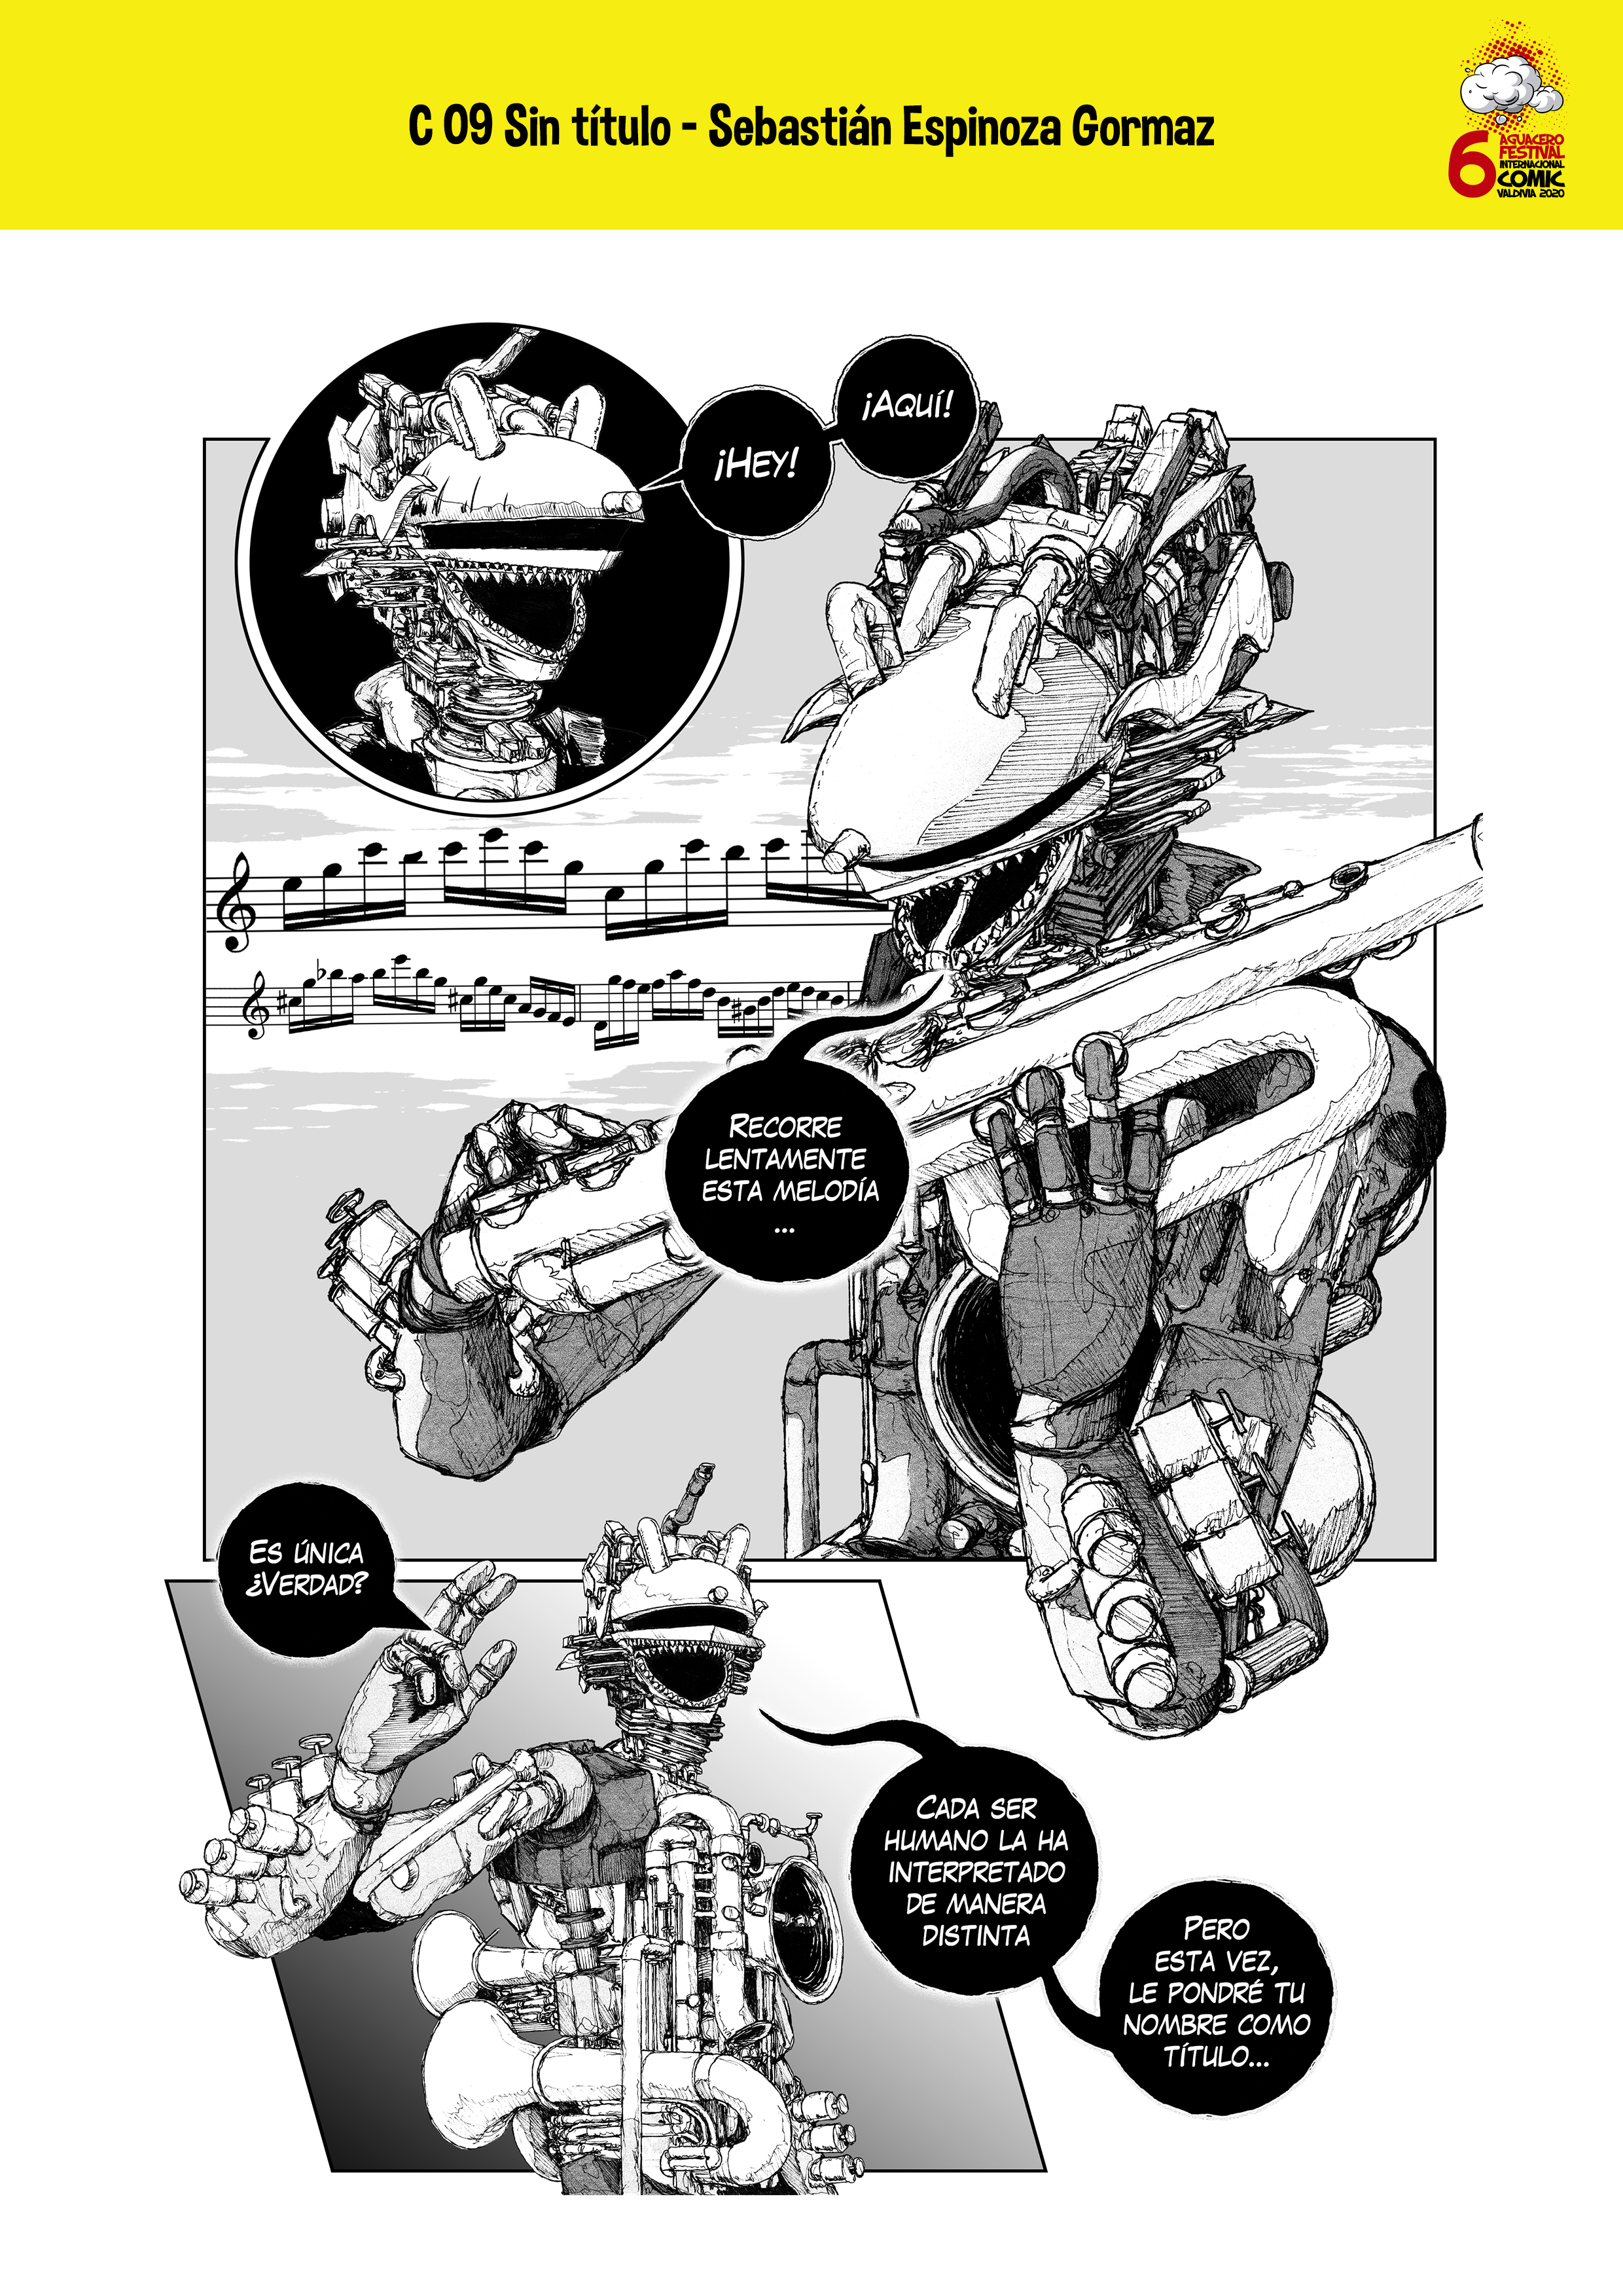 C 09 Sin título - Sebastián Espinoza Gormaz
6
AGUACERO
FESTIVAL
INTERNACIONAL
COMIC
VALDIVIA 2020
¡HEY!
¡AQUÍ!
RECORRE
LENTAMENTE
ESTA MELODÍA
...
ES ÚNICA
¿VERDAD?
CADA SER
HUMANO LA HA
INTERPRETADO
DE MANERA
DISTINTA
PERO
ESTA VEZ,
LE PONDRÉ TU
NOMBRE COMO
TÍTULO...